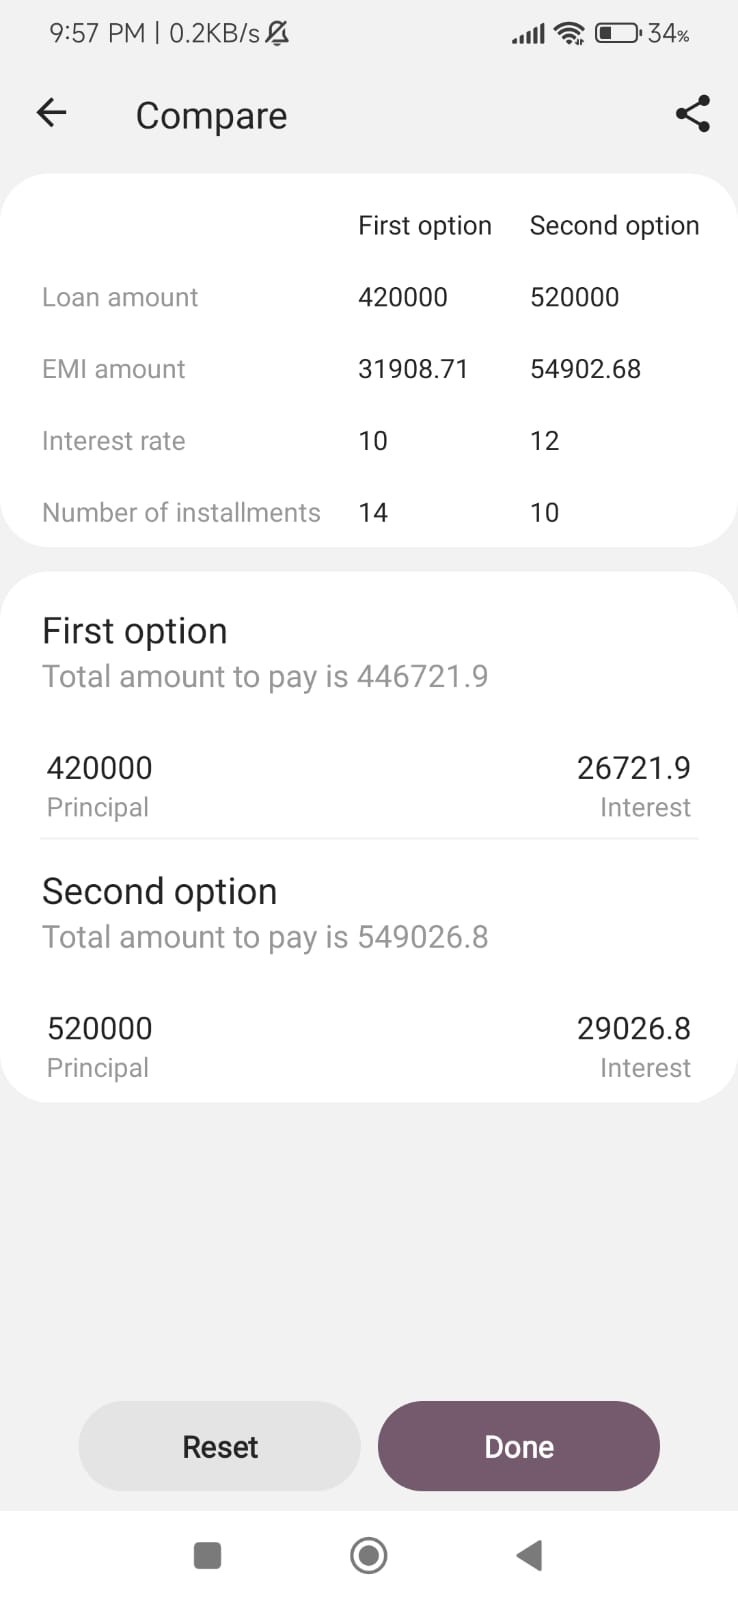 9:57 PM | 0.2KB/s 34%
Compare
First option Second option
Loan amount 420000 520000
EMI amount 31908.71 54902.68
Interest rate 10 12
Number of installments 14 10
First option
Total amount to pay is 446721.9
420000 26721.9
Principal Interest
Second option
Total amount to pay is 549026.8
520000 29026.8
Principal Interest
Reset Done